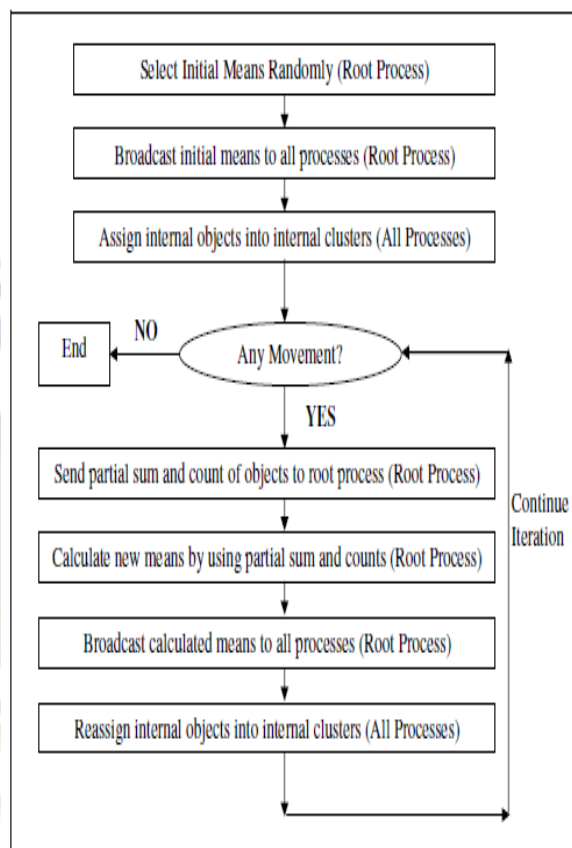 Select Initial Means Randomly (Root Process)
Broadcast initial means to all processes (Root Process)
Assign internal objects into internal clusters (All Processes)
NO
End
Any Movement?
YES
Send partial sum and count of objects to root process (Root Process)
Continue
Iteration
Calculate new means by using partial sum and counts (Root Process)
Broadcast calculated means to all processes (Root Process)
Reassign internal objects into internal clusters (All Processes)